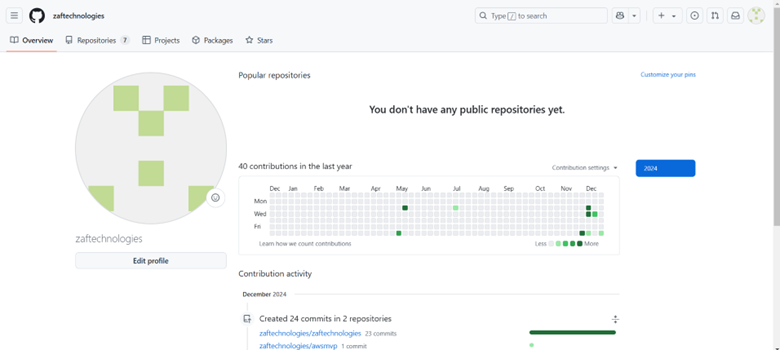 zaftechnologies
Type / to search
Overview
Repositories 7
Projects
Packages
Stars
Popular repositories
Customize your pins
You don't have any public repositories yet.
40 contributions in the last year
Contribution settings
2024
Dec Jan Feb Mar Apr May Jun Jul Aug Sep Oct Nov Dec
Mon
Wed
Fri
Learn how we count contributions
Less More
zaftechnologies
Edit profile
Contribution activity
December 2024
Created 24 commits in 2 repositories
zaftechnologies/zaftechnologies 23 commits
zaftechnologies/awsmvp 1 commit